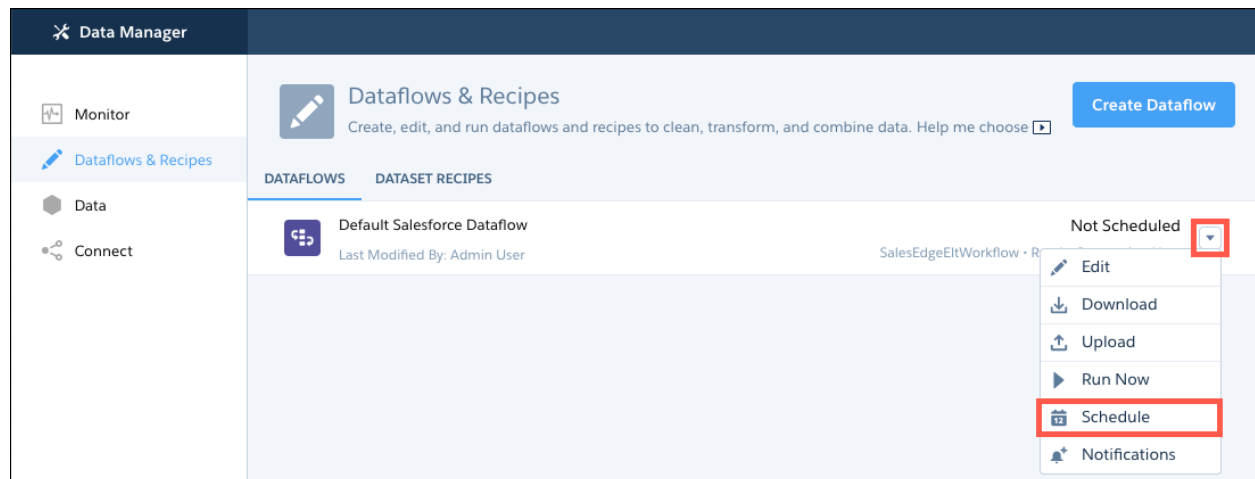 Data Manager
Monitor
Dataflows & Recipes
Data
Connect
Dataflows & Recipes
Create, edit, and run dataflows and recipes to clean, transform, and combine data. Help me choose
Create Dataflow
DATAFLOWS DATASET RECIPES
Default Salesforce Dataflow
Last Modified By: Admin User
Not Scheduled
SalesEdgeEltWorkflow •
Edit
Download
Upload
Run Now
12 Schedule
Notifications